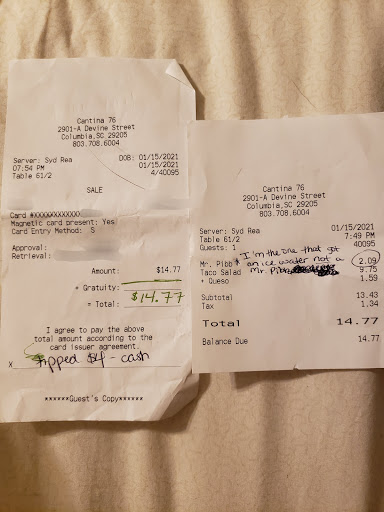 Cantina 76
2901-A Devine Street
Columbia, SC 29205
803.708.6004
Server: Syd Rea DOB: 01/15/2021
07:54 PM 01/15/2021
Table 61/2 4/40095
SALE
Card #XXXXXXXXXXXX
Magnetic card present: Yes
Card Entry Method: S
Approval:
Retrieval:
Amount: $14.77
+ Gratuity:
= Total: $14.77
I agree to pay the above
total amount according to the
card issuer agreement.
X Tipped $4 - cash
******Guest's Copy******
Cantina 76
2901-A Devine Street
Columbia, SC 29205
803.708.6004
Server: Syd Rea 01/15/2021
Table 61/2 7:49 PM
Guests: 1 40095
I'm the one that got
an ice water not a
Mr. Pibb
Mr. Pibb 2.09
Taco Salad 9.75
+ Queso 1.59
Subtotal 13.43
Tax 1.34
Total 14.77
Balance Due 14.77